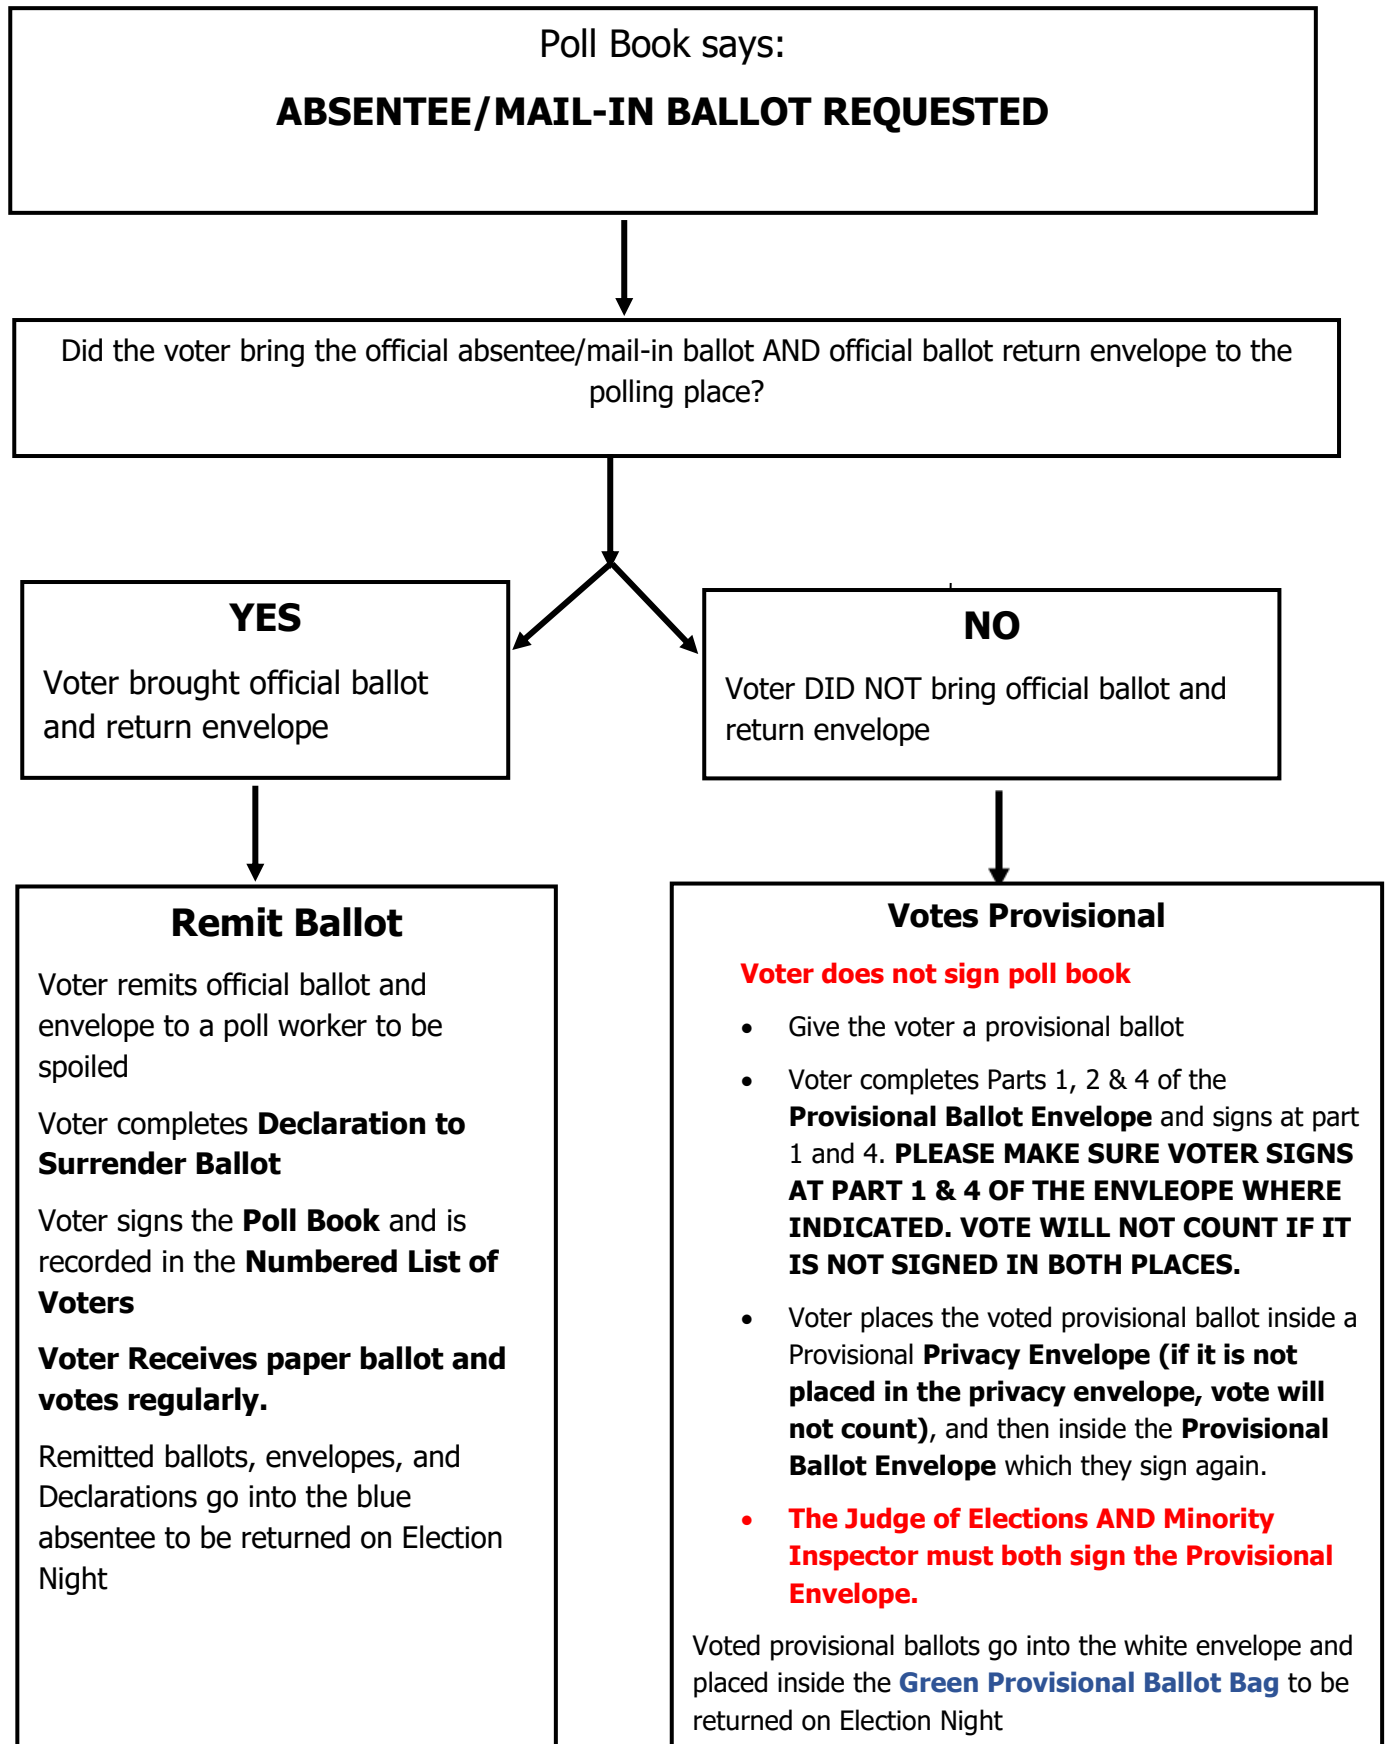 Poll Book says:
ABSENTEE/MAIL-IN BALLOT REQUESTED
Did the voter bring the official absentee/mail-in ballot AND official ballot return envelope to the
polling place?
YES
Voter brought official ballot
and return envelope
NO
Voter DID NOT bring official ballot and
return envelope
Remit Ballot
Voter remits official ballot and
envelope to a poll worker to be
spoiled
Voter completes Declaration to
Surrender Ballot
Voter signs the Poll Book and is
recorded in the Numbered List of
Voters
Voter Receives paper ballot and
votes regularly.
Remitted ballots, envelopes, and
Declarations go into the blue
absentee to be returned on Election
Night
Votes Provisional
Voter does not sign poll book
• Give the voter a provisional ballot
• Voter completes Parts 1, 2 & 4 of the
Provisional Ballot Envelope and signs at part
1 and 4. PLEASE MAKE SURE VOTER SIGNS
AT PART 1 & 4 OF THE ENVLEOPE WHERE
INDICATED. VOTE WILL NOT COUNT IF IT
IS NOT SIGNED IN BOTH PLACES.
• Voter places the voted provisional ballot inside a
Provisional Privacy Envelope (if it is not
placed in the privacy envelope, vote will
not count), and then inside the Provisional
Ballot Envelope which they sign again.
• The Judge of Elections AND Minority
Inspector must both sign the Provisional
Envelope.
Voted provisional ballots go into the white envelope and
placed inside the Green Provisional Ballot Bag to be
returned on Election Night